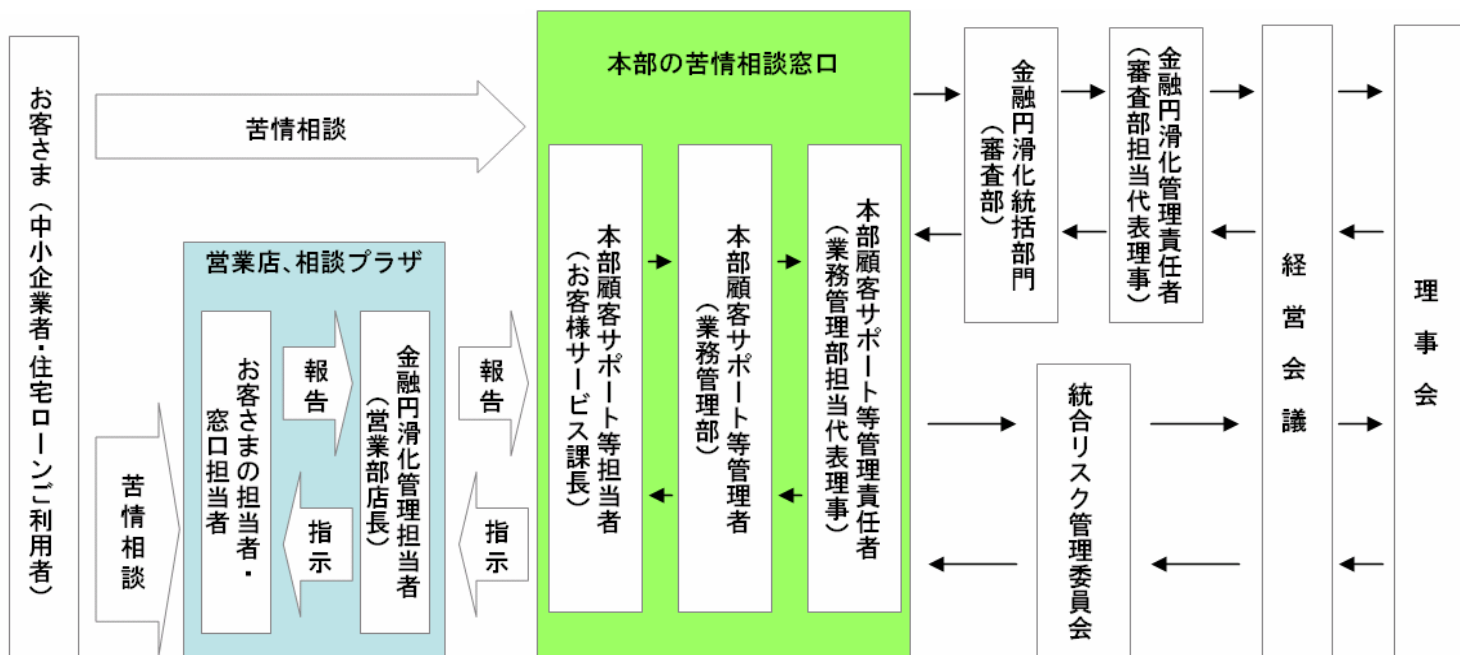 お客さま（中小企業者・住宅ローンご利用者）
苦情相談
苦情相談
営業店、相談プラザ
お客さまの担当者・
窓口担当者
報告
指示
金融円滑化管理担当者
（営業部店長）
報告
指示
本部の苦情相談窓口
本部顧客サポート等担当者
（お客様サービス課長）
本部顧客サポート等管理者
（業務管理部）
本部顧客サポート等管理責任者
（業務管理部担当代表理事）
金融円滑化統括部門
（審査部）
金融円滑化管理責任者
（審査部担当代表理事）
統合リスク管理委員会
経営会議
理事会